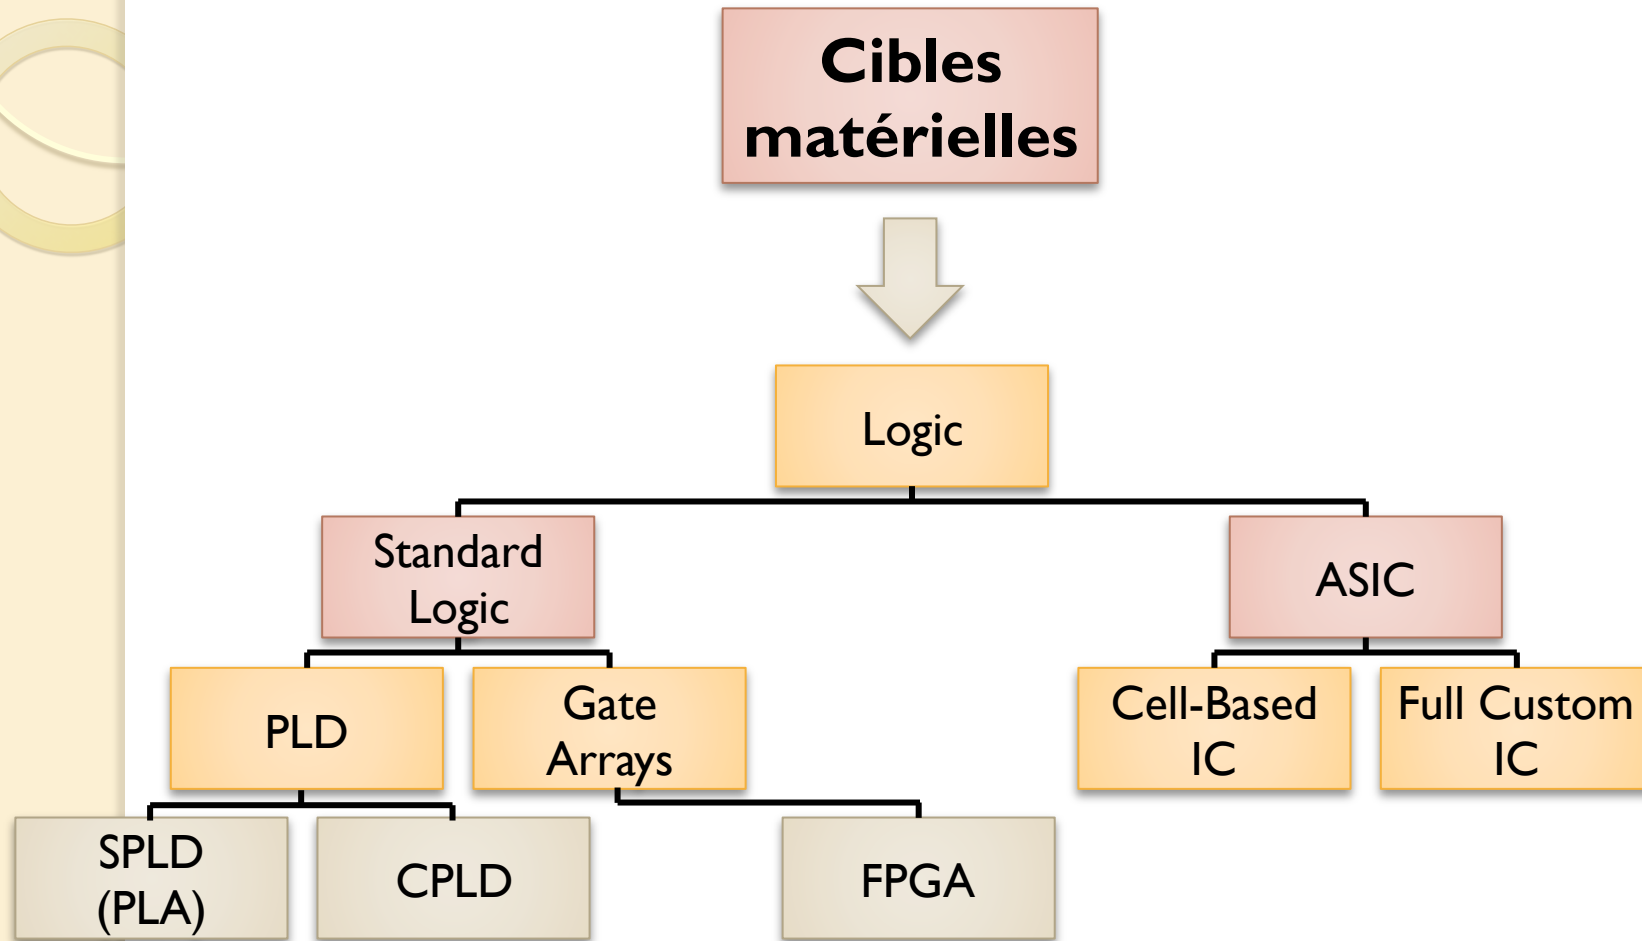 Cibles
matérielles
Logic
Standard
Logic
ASIC
PLD
Gate
Arrays
Cell-Based
IC
Full Custom
IC
SPLD
(PLA)
CPLD
FPGA